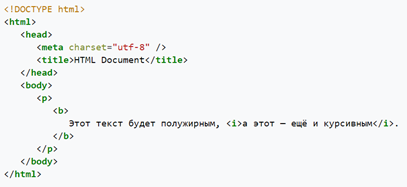 <!DOCTYPE html>
<html>
<head>
<meta charset="utf-8" />
<title>HTML Document</title>
</head>
<body>
<p>
<b>
Этот текст будет полужирным, <i>а этот — ещё и курсивным</i>.
</b>
</p>
</body>
</html>